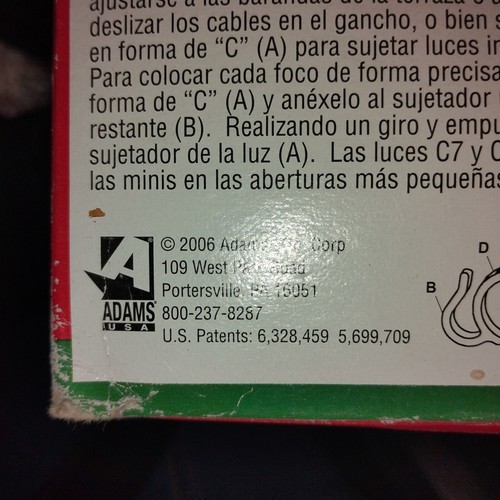 ajustarse a las barandas de la terraza o a
deslizar los cables en el gancho, o bien s
en forma de “C” (A) para sujetar luces in
Para colocar cada foco de forma precisa
forma de “C” (A) y anéxelo al sujetador
restante (B). Realizando un giro y empu
sujetador de la luz (A). Las luces C7 y C
las minis en las aberturas más pequeñas
A
ADAMS
USA
© 2006 Adams Corp
109 West Road
Portersville, PA 16051
800-237-8287
U.S. Patents: 6,328,459 5,699,709
D
B